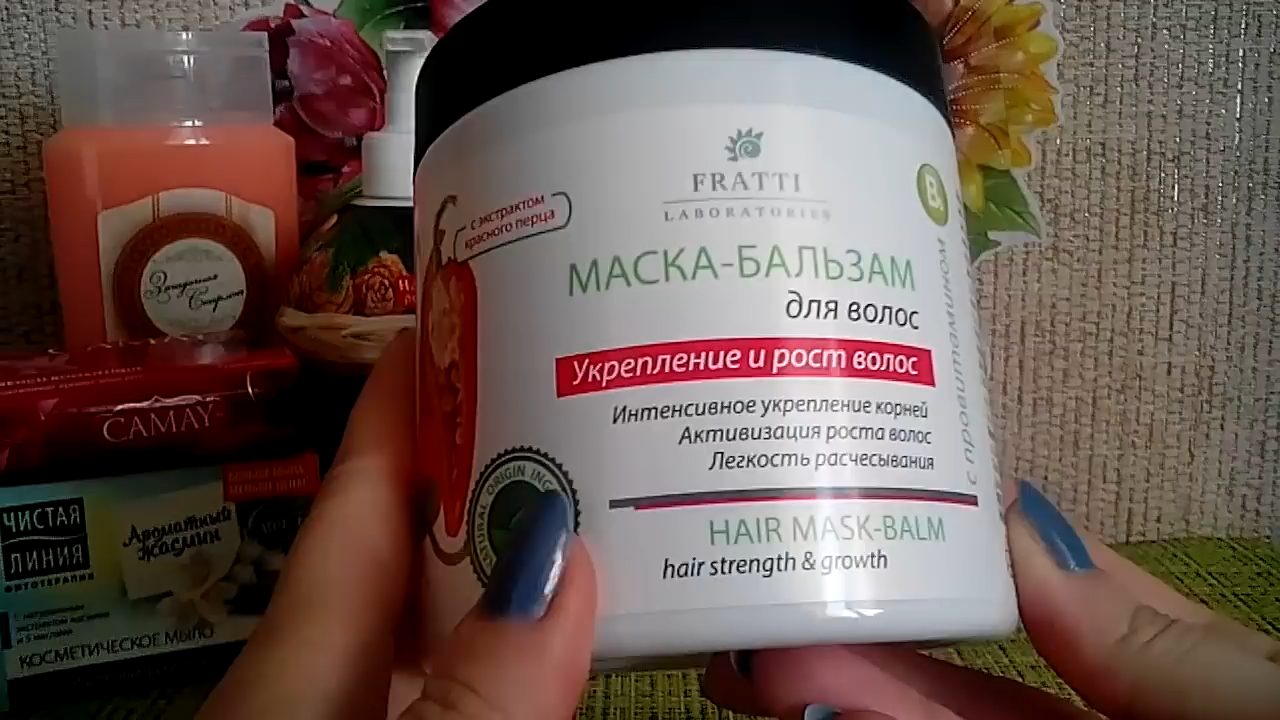 с экстрактом
красного перца
FRATTI
LABORATORIES
B5
МАСКА-БАЛЬЗАМ
для волос
Укрепление и рост волос
Интенсивное укрепление корней
Активизация роста волос
Легкость расчесывания
HAIR MASK-BALM
hair strength & growth
с провитамином
NATURAL ORIGIN ING
CAMAY
ЧИСТАЯ
ЛИНИЯ
ФИТОТЕРАПИЯ
Ароматный
жасмин
КОСМЕТИЧЕСКОЕ МЫЛО